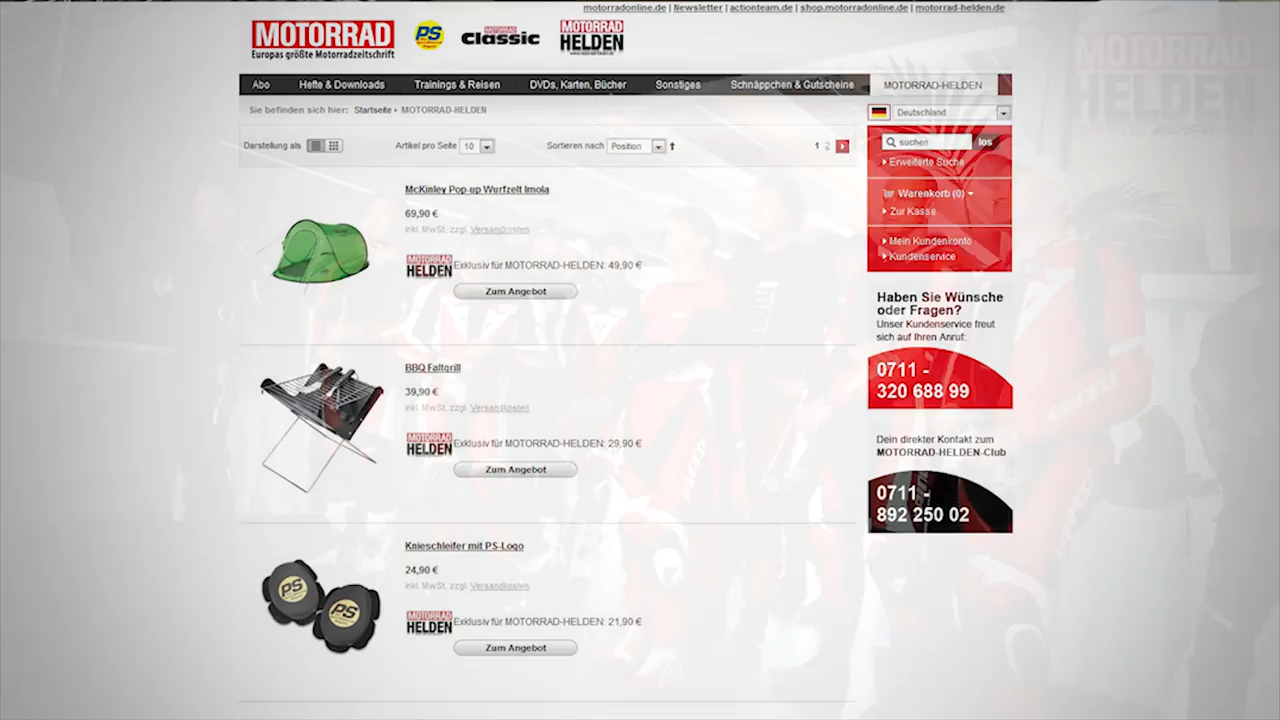 motorradonline.de | Newsletter | actionteam.de | shop.motorradonline.de | motorrad-helden.de
MOTORRAD
Europas größte Motorradzeitschrift
PS
MOTORRAD
Classic
MOTORRAD
HELDEN
MOTORRAD
HELDE
Abo Hefte & Downloads Trainings & Reisen DVDs, Karten, Bücher Sonstiges Schnäppchen & Gutscheine MOTORRAD-HELDEN
Sie befinden sich hier: Startseite › MOTORRAD-HELDEN
Deutschland
Darstellung als Artikel pro Seite 10 Sortieren nach Position 1 2
suchen los
Erweiterte Suche
Warenkorb (0)
Zur Kasse
Mein Kundenkonto
Kundenservice
McKinley Pop-up Wurfzelt Imola
69,90 €
inkl. MwSt. zzgl. Versandkosten
MOTORRAD
HELDEN
Exklusiv für MOTORRAD-HELDEN: 49,90 €
Zum Angebot
Haben Sie Wünsche
oder Fragen?
Unser Kundenservice freut
sich auf Ihren Anruf:
0711 -
320 688 99
BBQ Faltgrill
39,90 €
inkl. MwSt. zzgl. Versandkosten
MOTORRAD
HELDEN
Exklusiv für MOTORRAD-HELDEN: 29,90 €
Zum Angebot
Dein direkter Kontakt zum
MOTORRAD-HELDEN-Club
0711 -
892 250 02
Knieschleifer mit PS-Logo
24,90 €
inkl. MwSt. zzgl. Versandkosten
PS
PS
MOTORRAD
HELDEN
Exklusiv für MOTORRAD-HELDEN: 21,90 €
Zum Angebot